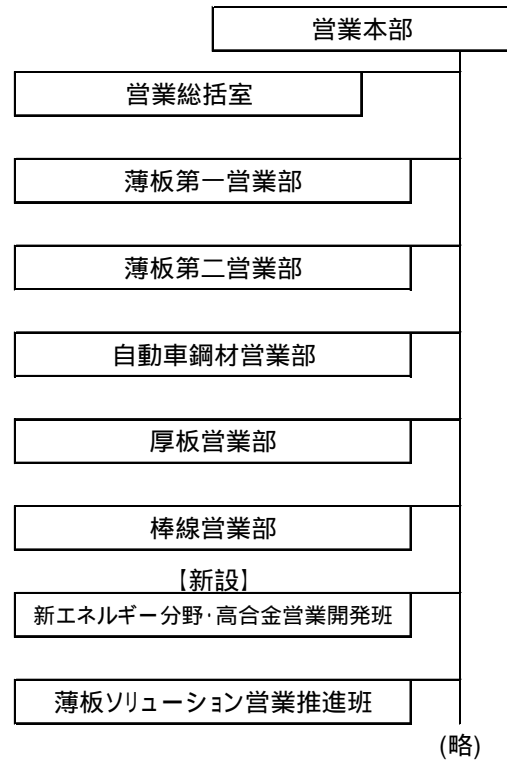 営業本部
営業総括室
薄板第一営業部
薄板第二営業部
自動車鋼材営業部
厚板営業部
棒線営業部
【新設】
新エネルギー分野・高合金営業開発班
薄板ソリューション営業推進班
(略)